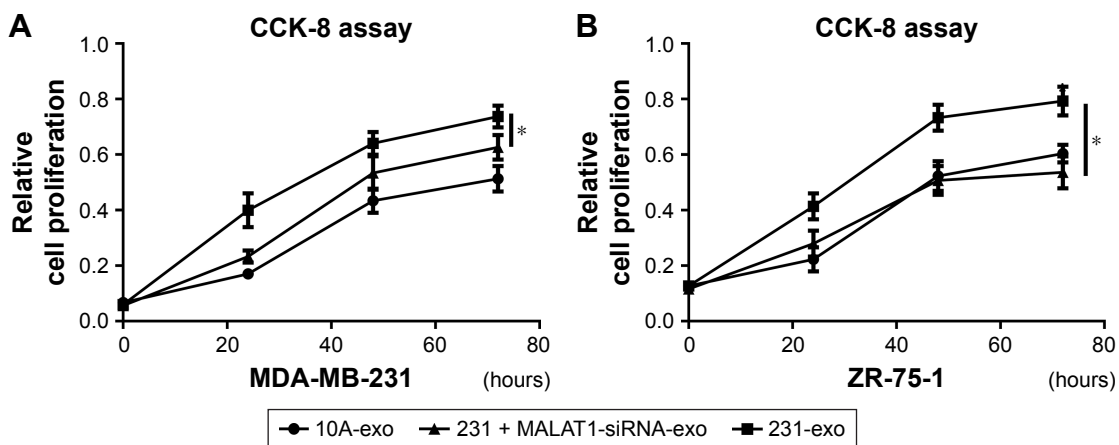 A
CCK-8 assay
Relative
cell proliferation
1.0
0.8
0.6
0.4
0.2
0.0
*
0 20 40 60 80
MDA-MB-231 (hours)
B
CCK-8 assay
Relative
cell proliferation
1.0
0.8
0.6
0.4
0.2
0.0
*
0 20 40 60 80
ZR-75-1 (hours)
10A-exo 231 + MALAT1-siRNA-exo 231-exo